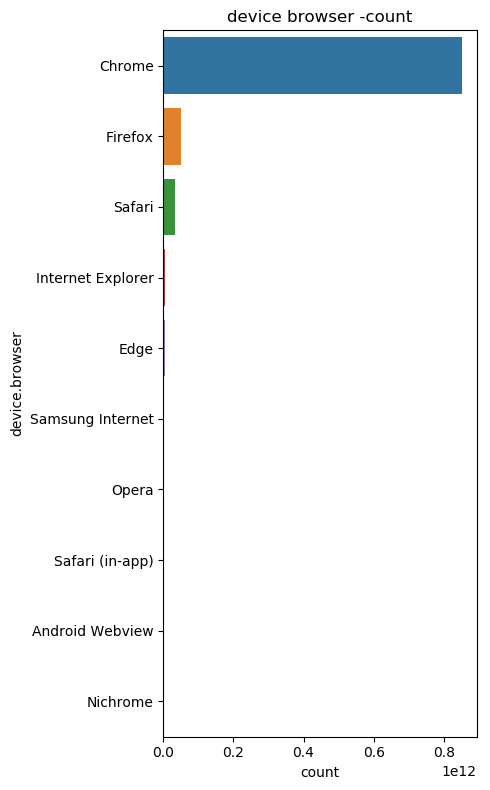 device browser -count
Chrome
Firefox
Safari
Internet Explorer
Edge
Samsung Internet
Opera
Safari (in-app)
Android Webview
Nichrome
device.browser
0.0 0.2 0.4 0.6 0.8
1e12
count